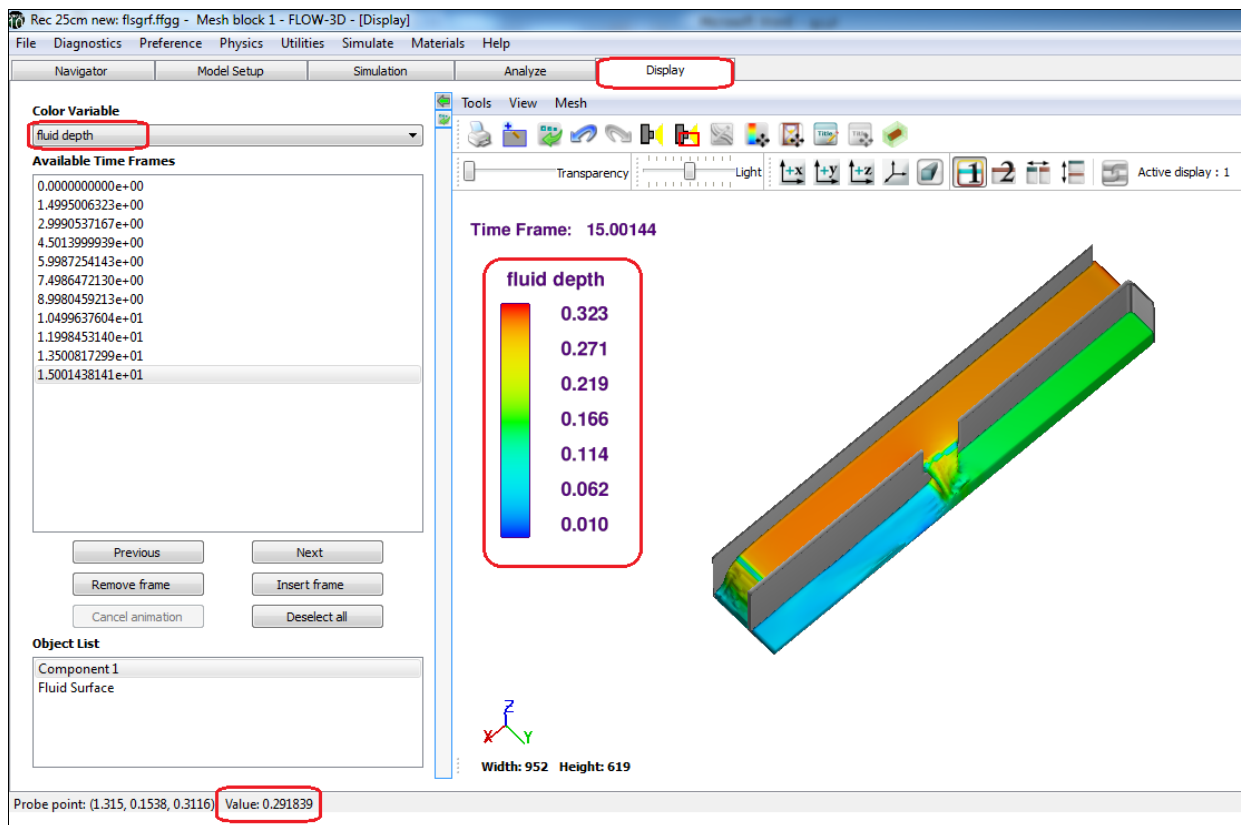 Rec 25cm new: flsgrf.ffgg - Mesh block 1 - FLOW-3D - [Display]
File Diagnostics Preference Physics Utilities Simulate Materials Help
Navigator Model Setup Simulation Analyze Display
Color Variable
fluid depth
Available Time Frames
0.0000000000e+00
1.4995006323e+00
2.9990537167e+00
4.5013999939e+00
5.9987254143e+00
7.4986472130e+00
8.9980459213e+00
1.0499637604e+01
1.1998453140e+01
1.3500817299e+01
1.5001438141e+01
Previous Next
Remove frame Insert frame
Cancel animation Deselect all
Object List
Component 1
Fluid Surface
Tools View Mesh
Transparency Light +x +y +z 1 2 Active display : 1
Time Frame: 15.00144
fluid depth
0.323
0.271
0.219
0.166
0.114
0.062
0.010
Z
X Y
Width: 952 Height: 619
Probe point: (1.315, 0.1538, 0.3116) Value: 0.291839